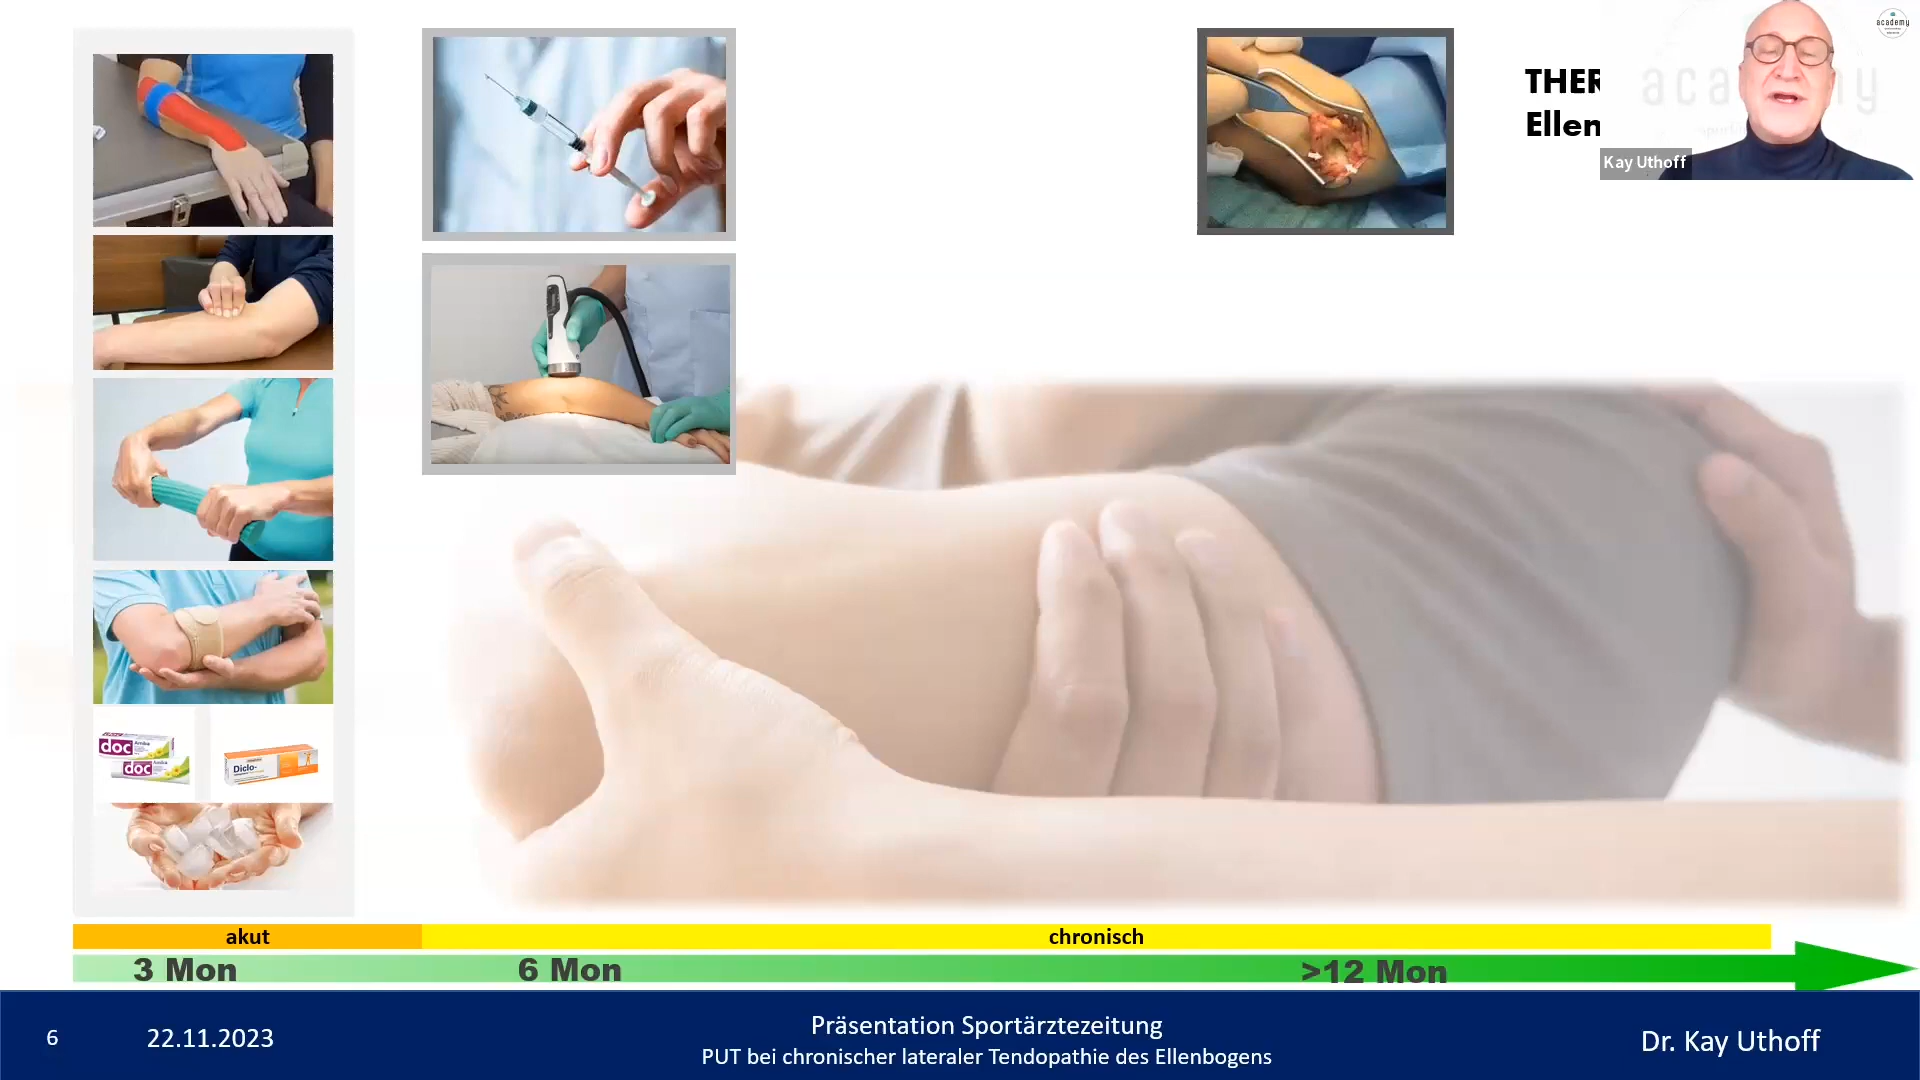 THER
Ellen
academy
Kay Uthoff
doc
doc
Diclo-
akut
chronisch
3 Mon
6 Mon
>12 Mon
6
22.11.2023
Präsentation Sportärztezeitung
PUT bei chronischer lateraler Tendopathie des Ellenbogens
Dr. Kay Uthoff